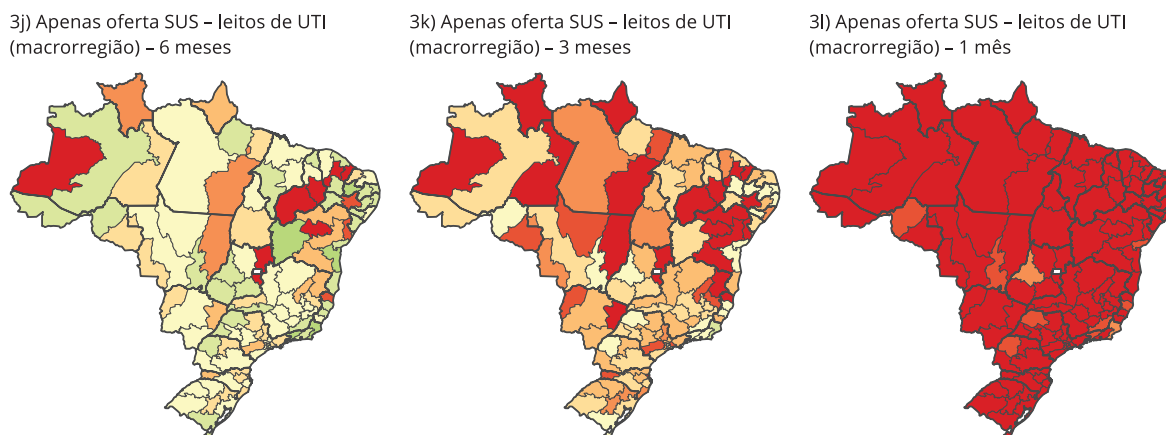 3j) Apenas oferta SUS – leitos de UTI
(macrorregião) – 6 meses
3k) Apenas oferta SUS – leitos de UTI
(macrorregião) – 3 meses
3l) Apenas oferta SUS – leitos de UTI
(macrorregião) – 1 mês